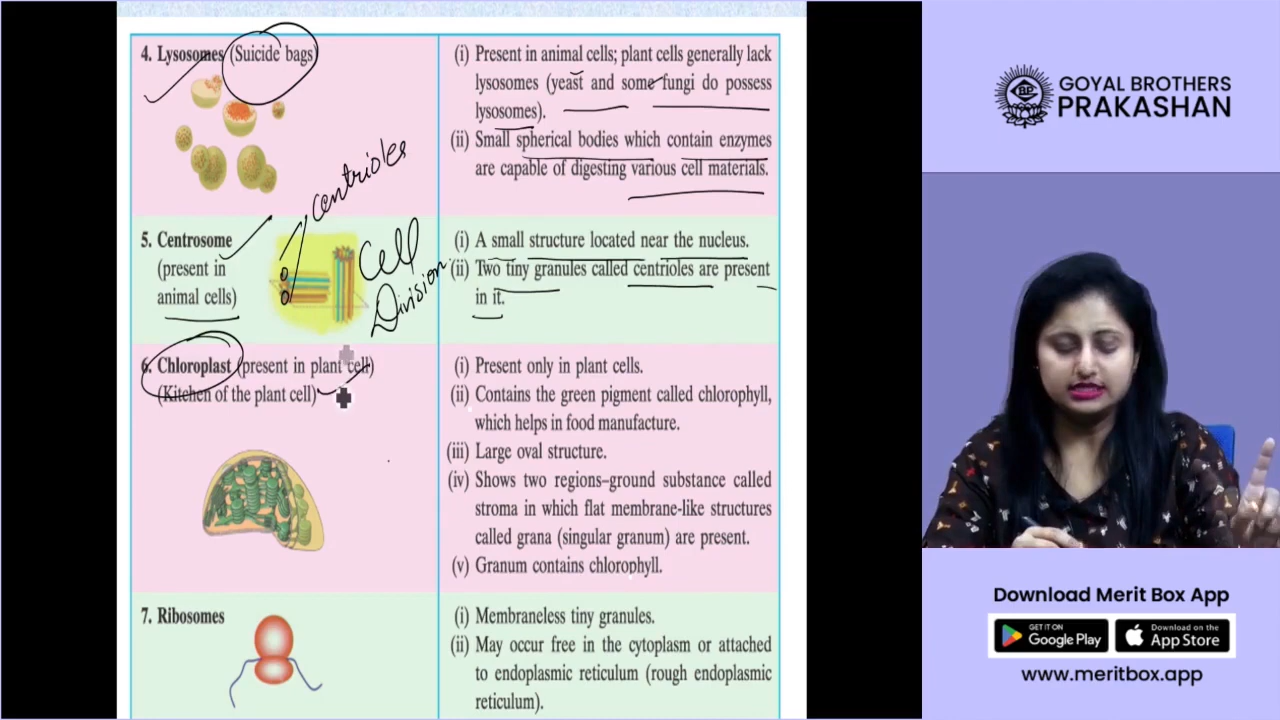 4. Lysosomes (Suicide bags)
(i) Present in animal cells; plant cells generally lack
lysosomes (yeast and some fungi do possess
lysosomes).
(ii) Small spherical bodies which contain enzymes
are capable of digesting various cell materials.
centrioles
5. Centrosome
(present in
animal cells)
Cell
Division
(i) A small structure located near the nucleus.
(ii) Two tiny granules called centrioles are present
in it.
6. Chloroplast (present in plant cell)
(Kitchen of the plant cell)
(i) Present only in plant cells.
(ii) Contains the green pigment called chlorophyll,
which helps in food manufacture.
(iii) Large oval structure.
(iv) Shows two regions–ground substance called
stroma in which flat membrane-like structures
called grana (singular granum) are present.
(v) Granum contains chlorophyll.
7. Ribosomes
(i) Membraneless tiny granules.
(ii) May occur free in the cytoplasm or attached
to endoplasmic reticulum (rough endoplasmic
reticulum).
GBP
GOYAL BROTHERS
PRAKASHAN
Download Merit Box App
GET IT ON
Google Play
Download on the
App Store
www.meritbox.app